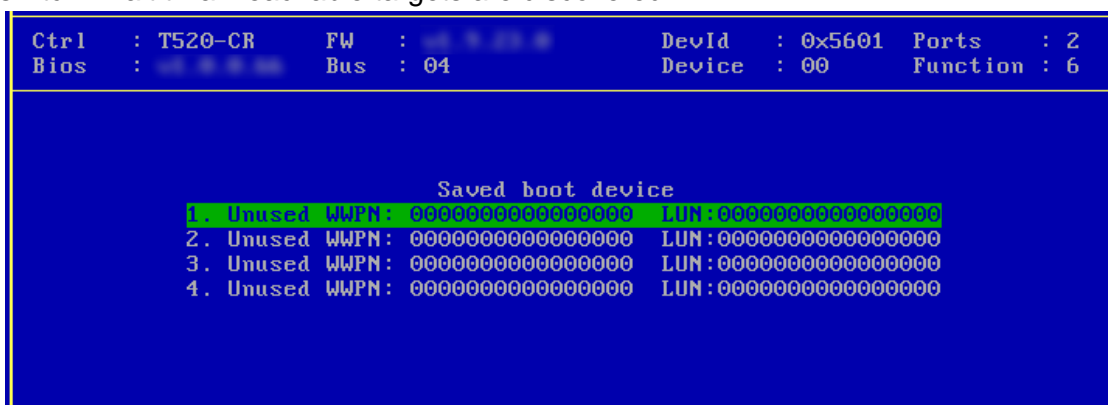 Ctrl : T520-CR FW : DevId : 0x5601 Ports : 2
Bios : Bus : 04 Device : 00 Function : 6
Saved boot device
1. Unused WWPN: 0000000000000000 LUN:0000000000000000
2. Unused WWPN: 0000000000000000 LUN:0000000000000000
3. Unused WWPN: 0000000000000000 LUN:0000000000000000
4. Unused WWPN: 0000000000000000 LUN:0000000000000000